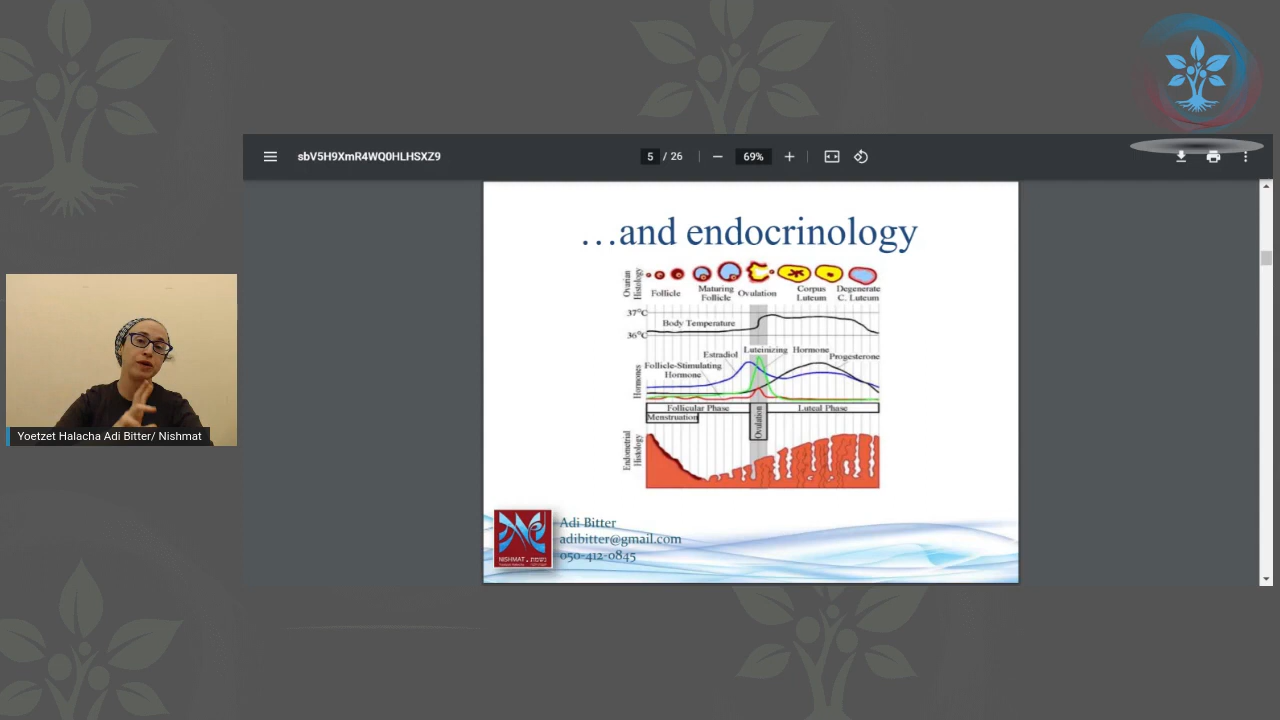 sbV5H9XmR4WQ0HLHSXZ9
5 / 26
69%
…and endocrinology
Ovarian
Histology
Follicle
Maturing
Follicle
Ovulation
Corpus
Luteum
Degenerate
C. Luteum
37°C
36°C
Body Temperature
Hormones
Estradiol
Luteinizing Hormone
Follicle-Stimulating
Hormone
Progesterone
Follicular Phase
Luteal Phase
Menstruation
Ovulation
Endometrial
Histology
NISHMAT . נשמת
Adi Bitter
adibitter@gmail.com
050-412-0845
Yoetzet Halacha Adi Bitter/ Nishmat